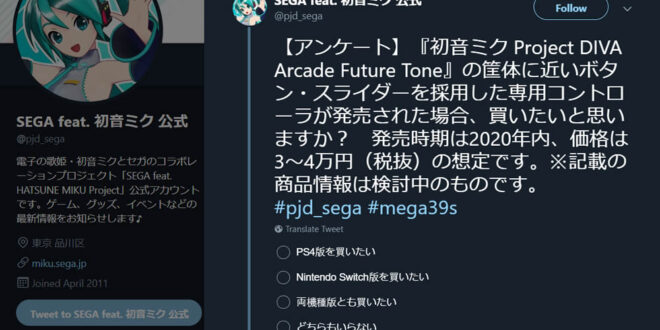 SEGA feat. 初音ミク 公式
@pjd_sega
電子の歌姫・初音ミクとセガのコラボレ
ーションプロジェクト「SEGA feat.
HATSUNE MIKU Project」公式アカウント
です。ゲーム、グッズ、イベントなどの
最新情報をお知らせします♪
東京 品川区
miku.sega.jp
Joined April 2011
Tweet to SEGA feat. 初音ミク 公式
SEGA feat. 初音ミク 公式
@pjd_sega
Follow
【アンケート】『初音ミク Project DIVA
Arcade Future Tone』の筐体に近いボタ
ン・スライダーを採用した専用コントロ
ーラが発売された場合、買いたいと思い
ますか？　発売時期は2020年内、価格は
3〜4万円（税抜）の想定です。※記載の
商品情報は検討中のものです。
#pjd_sega #mega39s
Translate Tweet
PS4版を買いたい
Nintendo Switch版を買いたい
両機種版とも買いたい
どちらもいらない